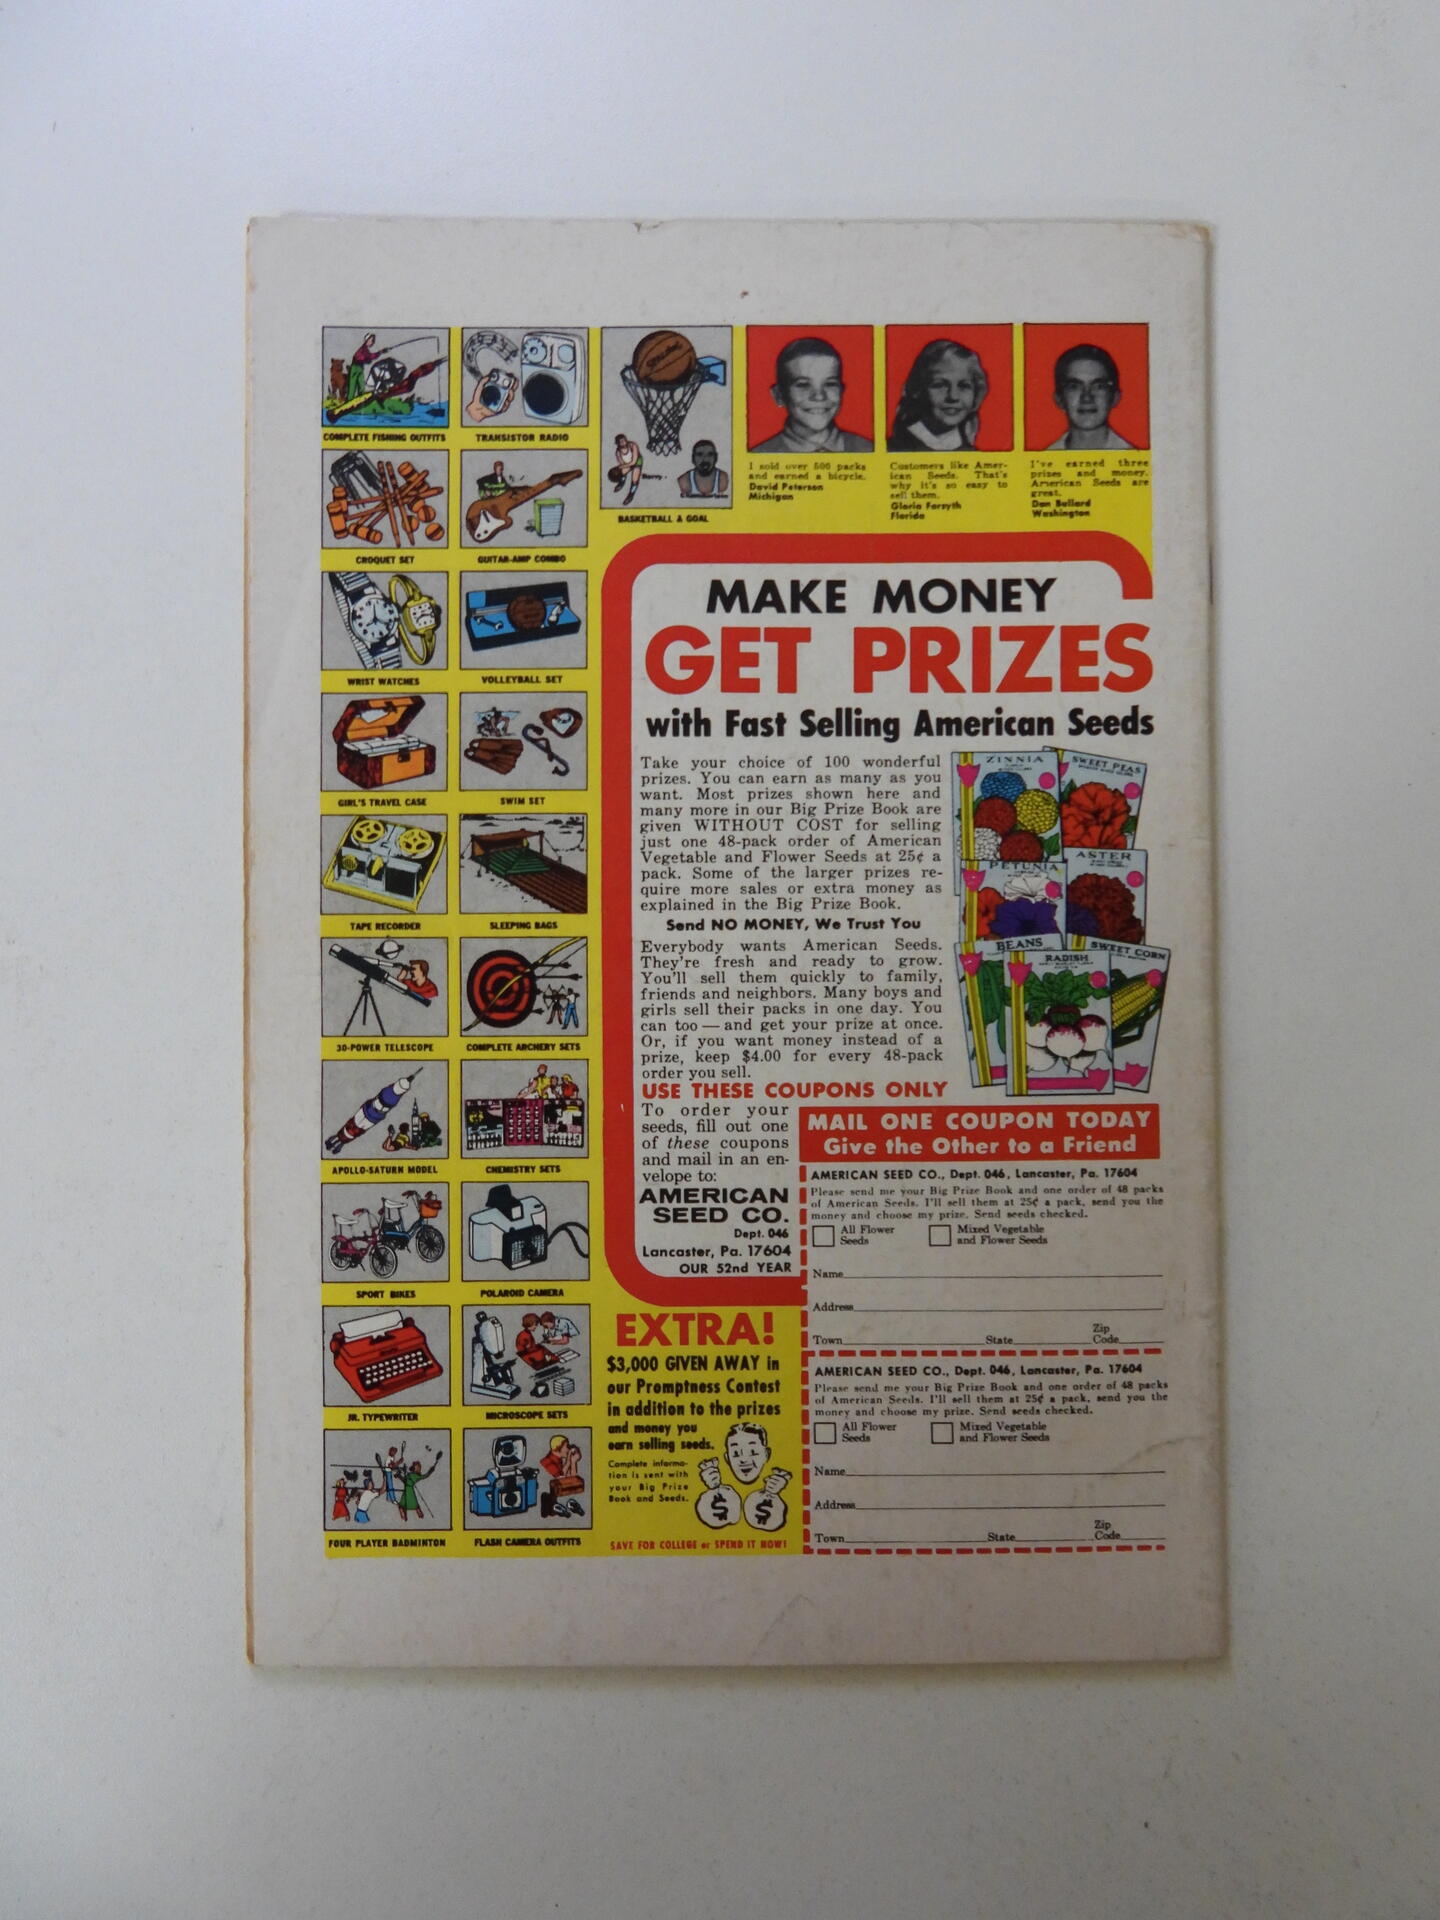 COMPLETE FISHING OUTFITS
TRANSISTOR RADIO
CROQUET SET
GUITAR-AMP COMBO
WRIST WATCHES
VOLLEYBALL SET
GIRL'S TRAVEL CASE
SWIM SET
TAPE RECORDER
SLEEPING BAGS
30-POWER TELESCOPE
COMPLETE ARCHERY SETS
APOLLO-SATURN MODEL
CHEMISTRY SETS
SPORT BIKES
POLAROID CAMERA
JR. TYPEWRITER
MICROSCOPE SETS
FOUR PLAYER BADMINTON
FLASH CAMERA OUTFITS
BASKETBALL & GOAL
I sold over 500 packs
and earned a bicycle.
David Peterson
Michigan
Customers like Amer-
ican Seeds. That's
why it's so easy to
sell them.
Gloria Forsyth
Florida
I've earned three
prizes and money.
American Seeds are
great.
Dan Bullard
Washington
MAKE MONEY
GET PRIZES
with Fast Selling American Seeds
Take your choice of 100 wonderful
prizes. You can earn as many as you
want. Most prizes shown here and
many more in our Big Prize Book are
given WITHOUT COST for selling
just one 48-pack order of American
Vegetable and Flower Seeds at 25¢ a
pack. Some of the larger prizes re-
quire more sales or extra money as
explained in the Big Prize Book.
Send NO MONEY, We Trust You
Everybody wants American Seeds.
They're fresh and ready to grow.
You'll sell them quickly to family,
friends and neighbors. Many boys and
girls sell their packs in one day. You
can too — and get your prize at once.
Or, if you want money instead of a
prize, keep $4.00 for every 48-pack
order you sell.
ZINNIA
SWEET PEAS
PETUNIA
ASTER
BEANS
RADISH
SWEET CORN
USE THESE COUPONS ONLY
To order your
seeds, fill out one
of these coupons
and mail in an en-
velope to:
AMERICAN
SEED CO.
Dept. 046
Lancaster, Pa. 17604
OUR 52nd YEAR
MAIL ONE COUPON TODAY
Give the Other to a Friend
AMERICAN SEED CO., Dept. 046, Lancaster, Pa. 17604
Please send me your Big Prize Book and one order of 48 packs
of American Seeds. I'll sell them at 25¢ a pack, send you the
money and choose my prize. Send seeds checked.
All Flower Seeds
Mixed Vegetable and Flower Seeds
Name
Address
Town State Zip Code
AMERICAN SEED CO., Dept. 046, Lancaster, Pa. 17604
Please send me your Big Prize Book and one order of 48 packs
of American Seeds. I'll sell them at 25¢ a pack, send you the
money and choose my prize. Send seeds checked.
All Flower Seeds
Mixed Vegetable and Flower Seeds
Name
Address
Town State Zip Code
EXTRA!
$3,000 GIVEN AWAY in
our Promptness Contest
in addition to the prizes
and money you
earn selling seeds.
Complete informa-
tion is sent with
your Big Prize
Book and Seeds.
$ $
SAVE FOR COLLEGE or SPEND IT NOW!